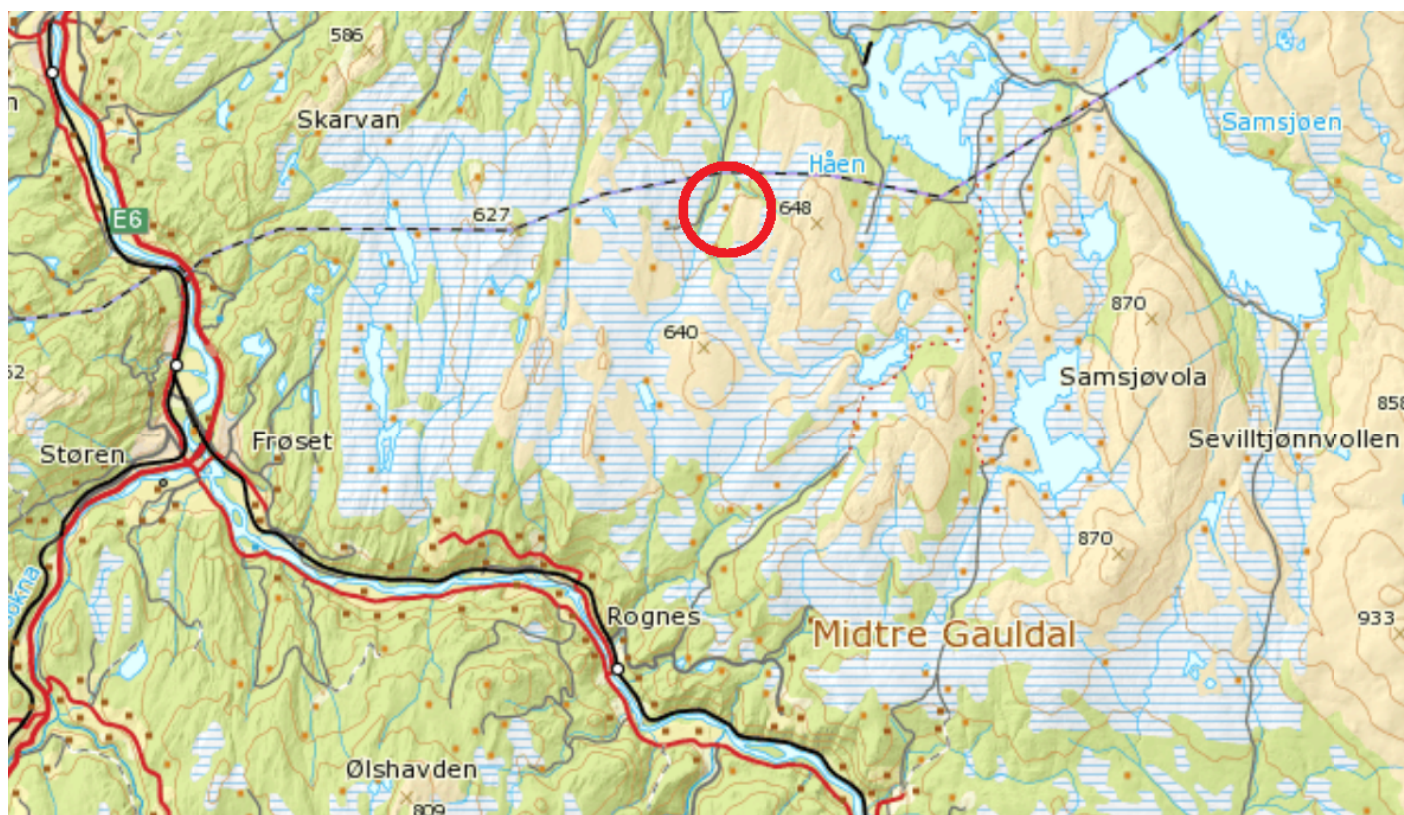 586
Skarvan
n
Samsjøen
Håen
E6
627
648
870
640
52
Samsjøvola
858
Frøset
Støren
Sevilltjønnvollen
870
Rognes
Midtre Gauldal
933
Ølshavden
809